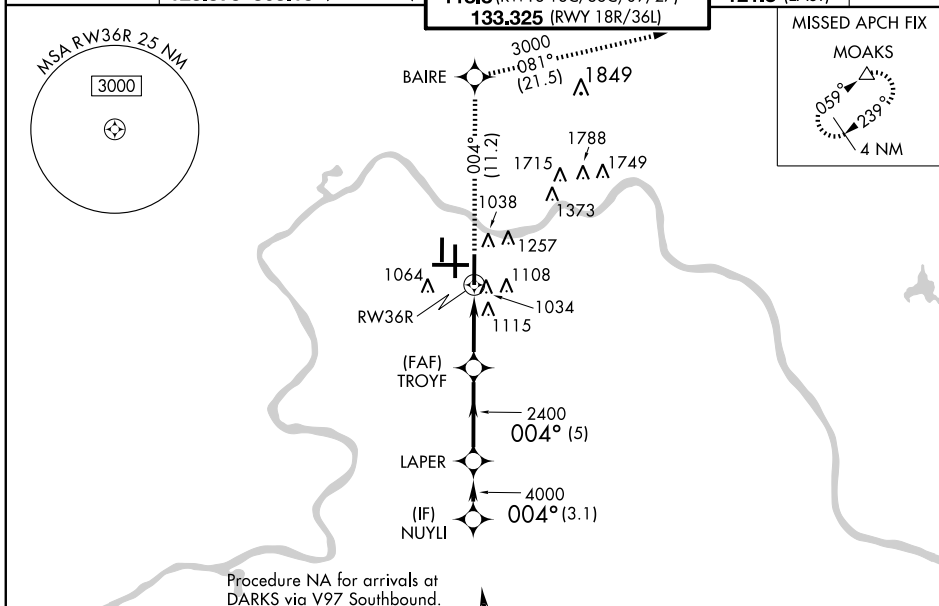 133.325 (RWY 18R/36L)
MSA RW36R 25 NM
3000
MISSED APCH FIX
MOAKS
059°
239°
4 NM
BAIRE
3000
081°
(21.5)
1849
004°
(11.2)
1788
1715
1749
1373
1038
1257
1064
1108
1034
RW36R
1115
(FAF)
TROYF
2400
004° (5)
LAPER
4000
004° (3.1)
(IF)
NUYLI
Procedure NA for arrivals at
DARKS via V97 Southbound.